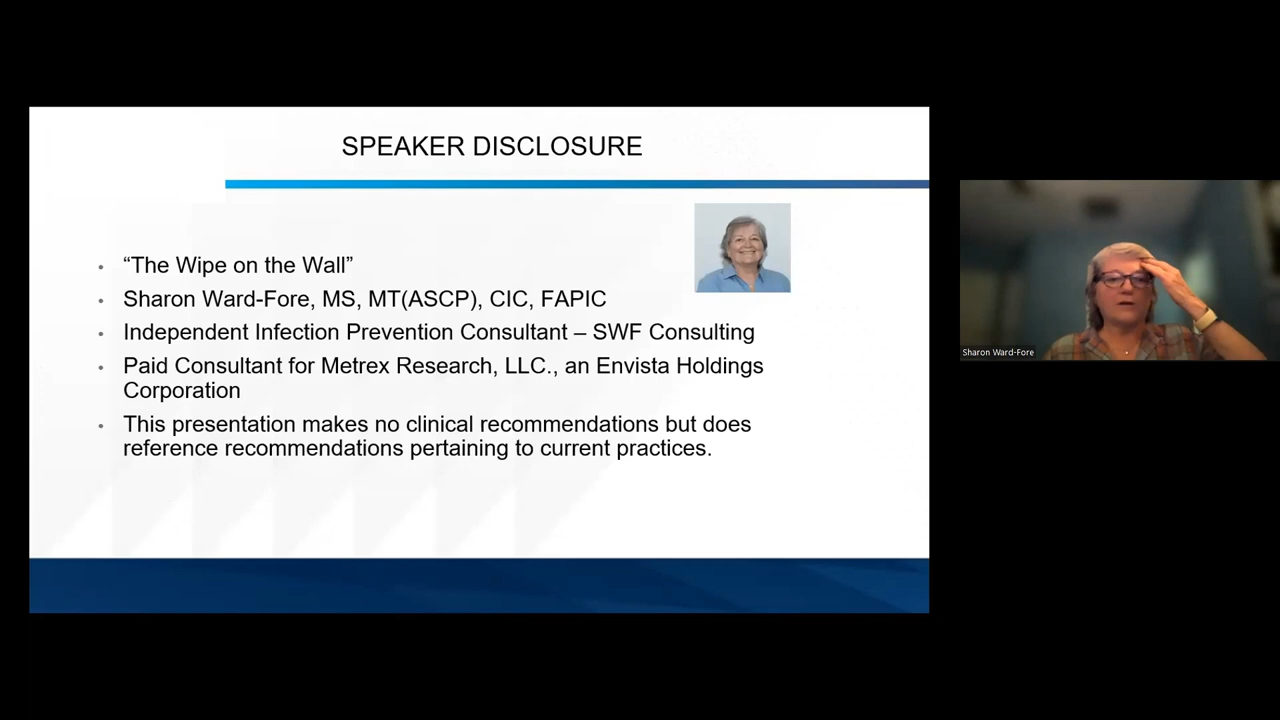 SPEAKER DISCLOSURE
“The Wipe on the Wall”
Sharon Ward-Fore, MS, MT(ASCP), CIC, FAPIC
Independent Infection Prevention Consultant – SWF Consulting
Paid Consultant for Metrex Research, LLC., an Envista Holdings
Corporation
This presentation makes no clinical recommendations but does
reference recommendations pertaining to current practices.
Sharon Ward-Fore